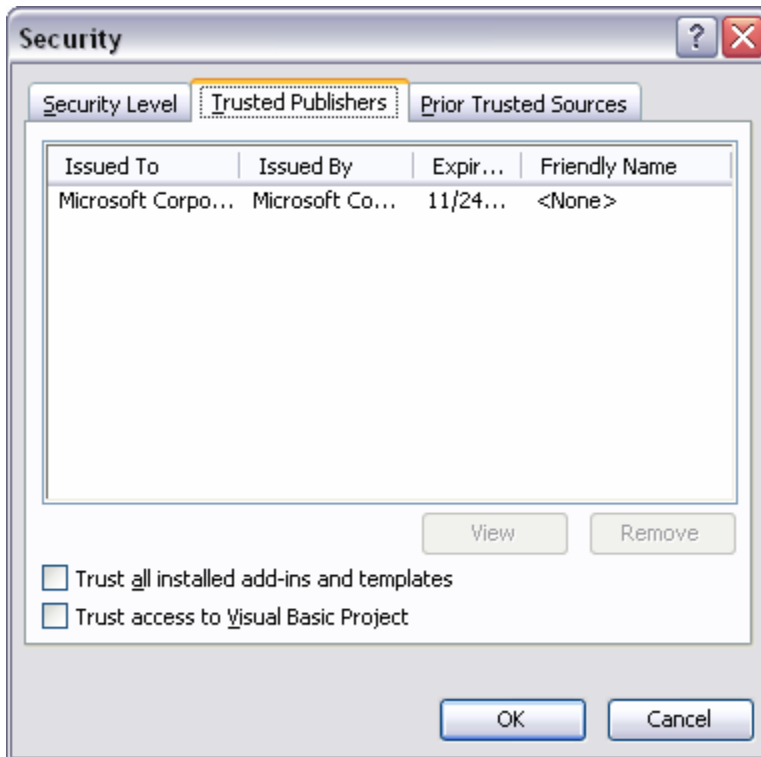 Security
Security Level Trusted Publishers Prior Trusted Sources
Issued To Issued By Expir... Friendly Name
Microsoft Corpo... Microsoft Co... 11/24... <None>
View Remove
Trust all installed add-ins and templates
Trust access to Visual Basic Project
OK Cancel